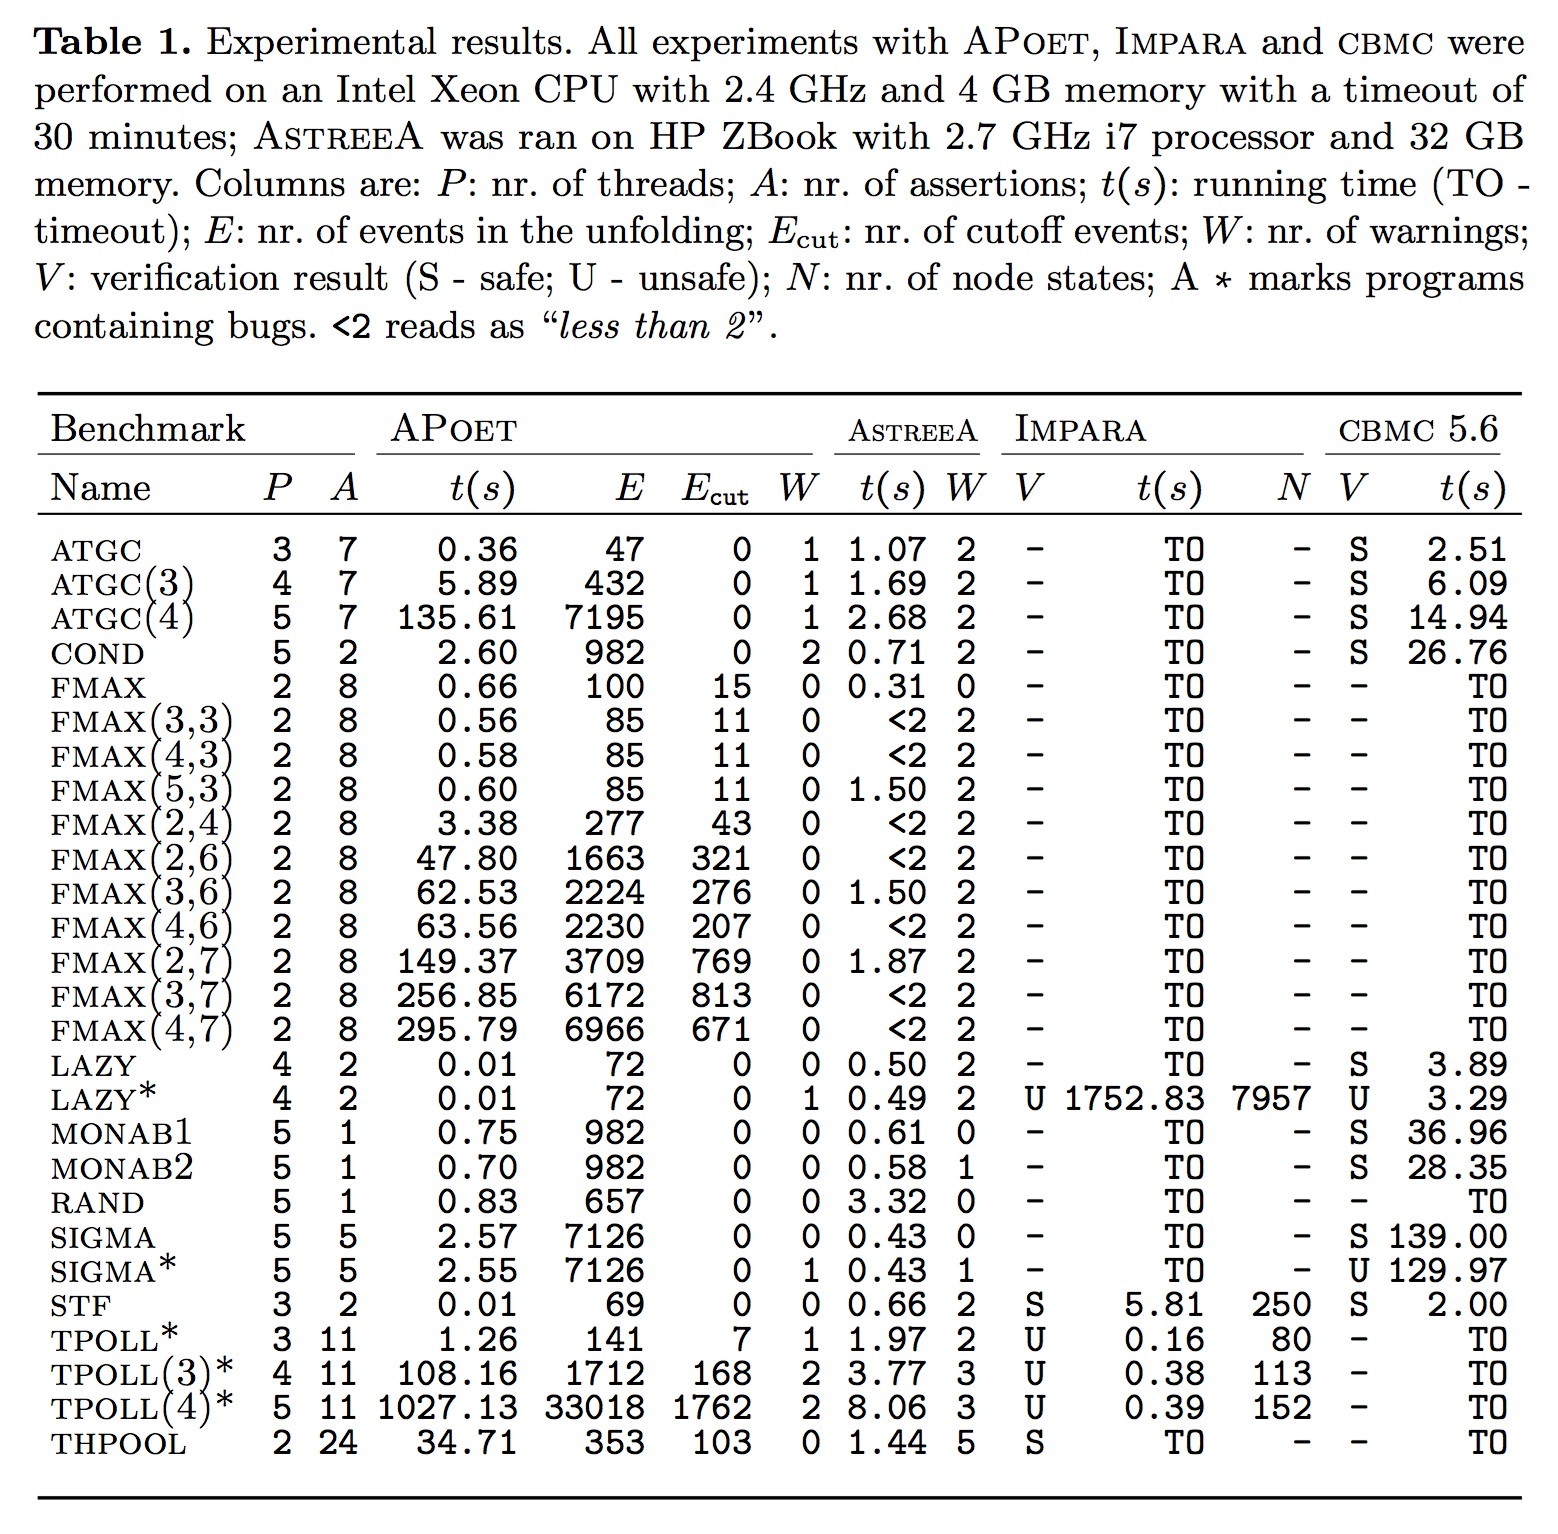 Table 1. Experimental results. All experiments with APOET, IMPARA and CBMC were
performed on an Intel Xeon CPU with 2.4 GHz and 4 GB memory with a timeout of
30 minutes; ASTREEA was ran on HP ZBook with 2.7 GHz i7 processor and 32 GB
memory. Columns are: P: nr. of threads; A: nr. of assertions; t(s): running time (TO -
timeout); E: nr. of events in the unfolding; Ecut: nr. of cutoff events; W: nr. of warnings;
V: verification result (S - safe; U - unsafe); N: nr. of node states; A * marks programs
containing bugs. <2 reads as “less than 2”.
Benchmark APOET ASTREEA IMPARA CBMC 5.6
Name P A t(s) E Ecut W t(s) W V t(s) N V t(s)
ATGC 3 7 0.36 47 0 1 1.07 2 - TO - S 2.51
ATGC(3) 4 7 5.89 432 0 1 1.69 2 - TO - S 6.09
ATGC(4) 5 7 135.61 7195 0 1 2.68 2 - TO - S 14.94
COND 5 2 2.60 982 0 2 0.71 2 - TO - S 26.76
FMAX 2 8 0.66 100 15 0 0.31 0 - TO - - TO
FMAX(3,3) 2 8 0.56 85 11 0 <2 2 - TO - - TO
FMAX(4,3) 2 8 0.58 85 11 0 <2 2 - TO - - TO
FMAX(5,3) 2 8 0.60 85 11 0 1.50 2 - TO - - TO
FMAX(2,4) 2 8 3.38 277 43 0 <2 2 - TO - - TO
FMAX(2,6) 2 8 47.80 1663 321 0 <2 2 - TO - - TO
FMAX(3,6) 2 8 62.53 2224 276 0 1.50 2 - TO - - TO
FMAX(4,6) 2 8 63.56 2230 207 0 <2 2 - TO - - TO
FMAX(2,7) 2 8 149.37 3709 769 0 1.87 2 - TO - - TO
FMAX(3,7) 2 8 256.85 6172 813 0 <2 2 - TO - - TO
FMAX(4,7) 2 8 295.79 6966 671 0 <2 2 - TO - - TO
LAZY 4 2 0.01 72 0 0 0.50 2 - TO - S 3.89
LAZY* 4 2 0.01 72 0 1 0.49 2 U 1752.83 7957 U 3.29
MONAB1 5 1 0.75 982 0 0 0.61 0 - TO - S 36.96
MONAB2 5 1 0.70 982 0 0 0.58 1 - TO - S 28.35
RAND 5 1 0.83 657 0 0 3.32 0 - TO - - TO
SIGMA 5 5 2.57 7126 0 0 0.43 0 - TO - S 139.00
SIGMA* 5 5 2.55 7126 0 1 0.43 1 - TO - U 129.97
STF 3 2 0.01 69 0 0 0.66 2 S 5.81 250 S 2.00
TPOLL* 3 11 1.26 141 7 1 1.97 2 U 0.16 80 - TO
TPOLL(3)* 4 11 108.16 1712 168 2 3.77 3 U 0.38 113 - TO
TPOLL(4)* 5 11 1027.13 33018 1762 2 8.06 3 U 0.39 152 - TO
THPOOL 2 24 34.71 353 103 0 1.44 5 S TO - - TO